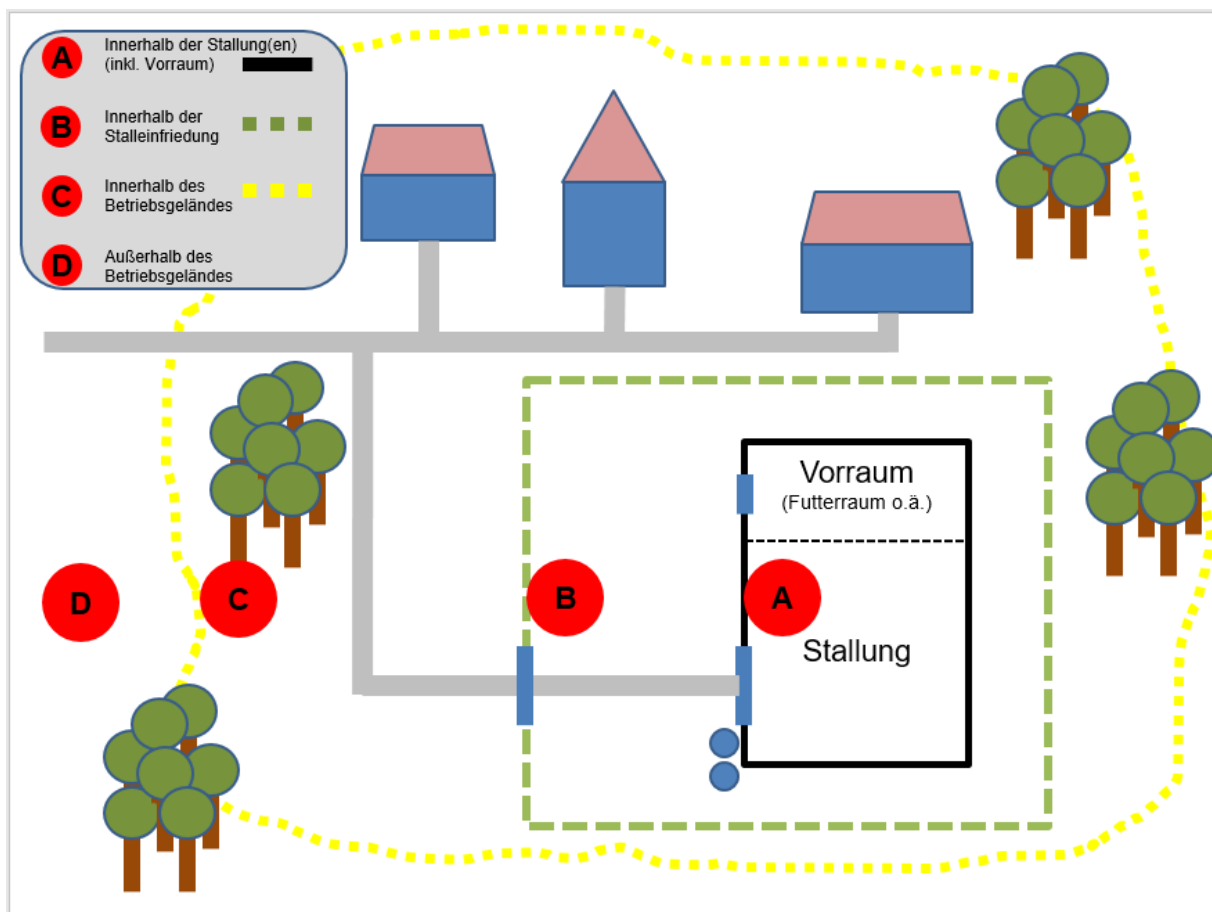 A
Innerhalb der Stallung(en)
(inkl. Vorraum)
B
Innerhalb der
Stalleinfriedung
C
Innerhalb des
Betriebsgeländes
D
Außerhalb des
Betriebsgeländes
Vorraum
(Futterraum o.ä.)
D
C
B
A
Stallung